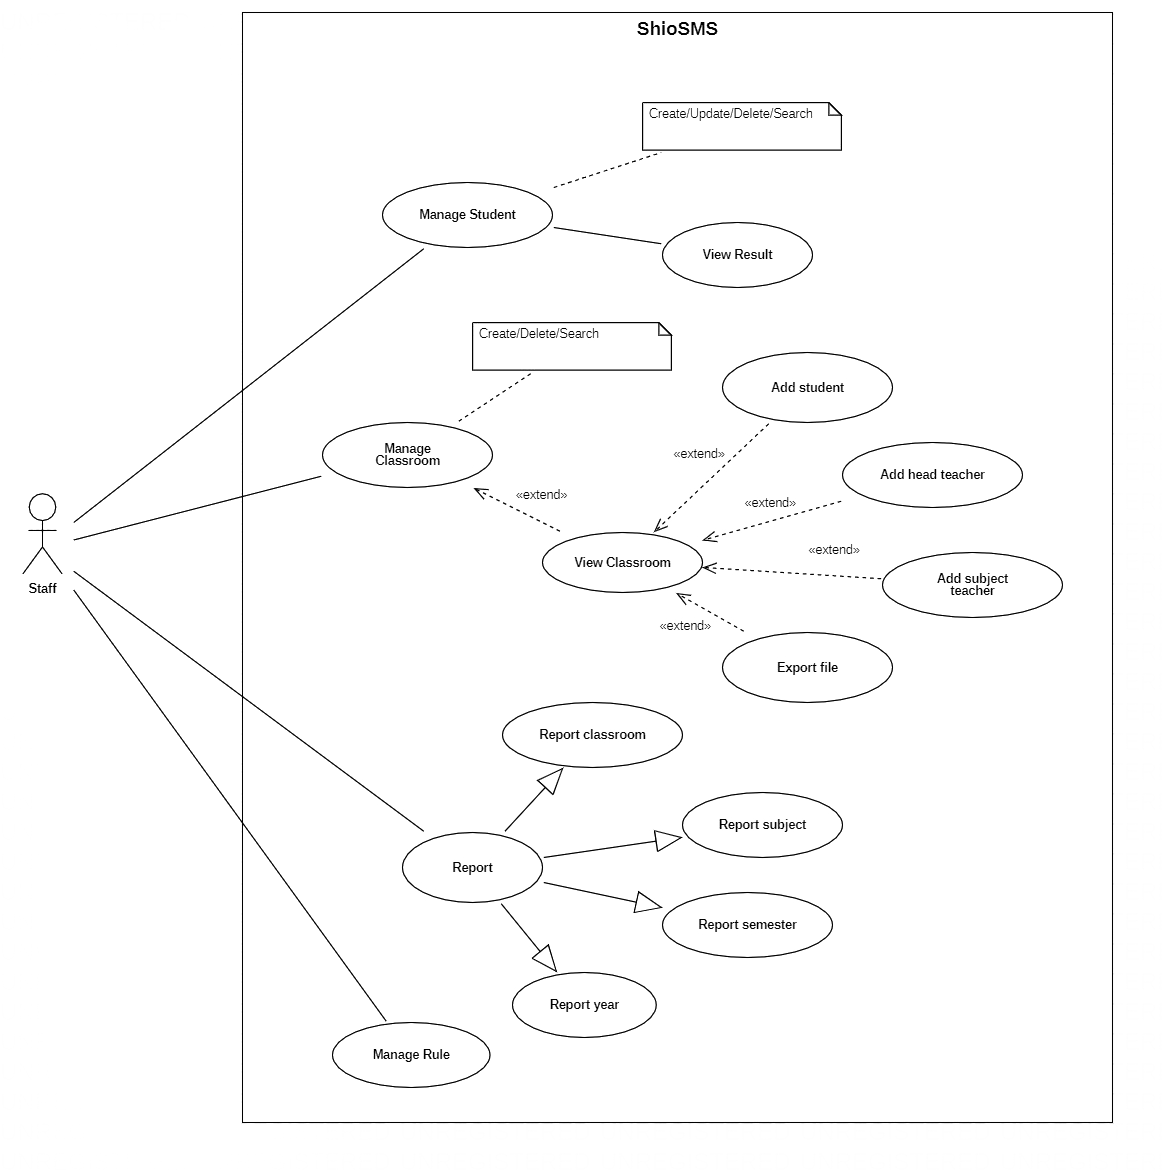 ShioSMS
Create/Update/Delete/Search
Manage Student
View Result
Create/Delete/Search
Add student
Manage
Classroom
«extend»
Add head teacher
«extend»
«extend»
«extend»
View Classroom
Add subject
teacher
Staff
«extend»
Export file
Report classroom
Report subject
Report
Report semester
Report year
Manage Rule